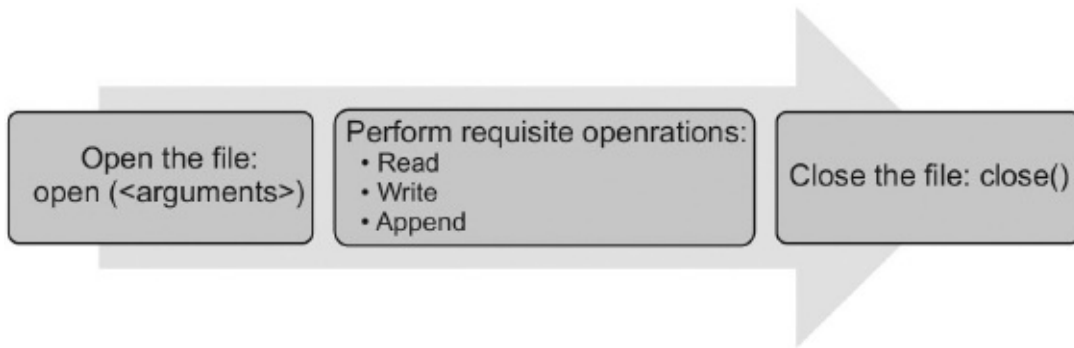 Open the file:
open (<arguments>)
Perform requisite openrations:
• Read
• Write
• Append
Close the file: close()